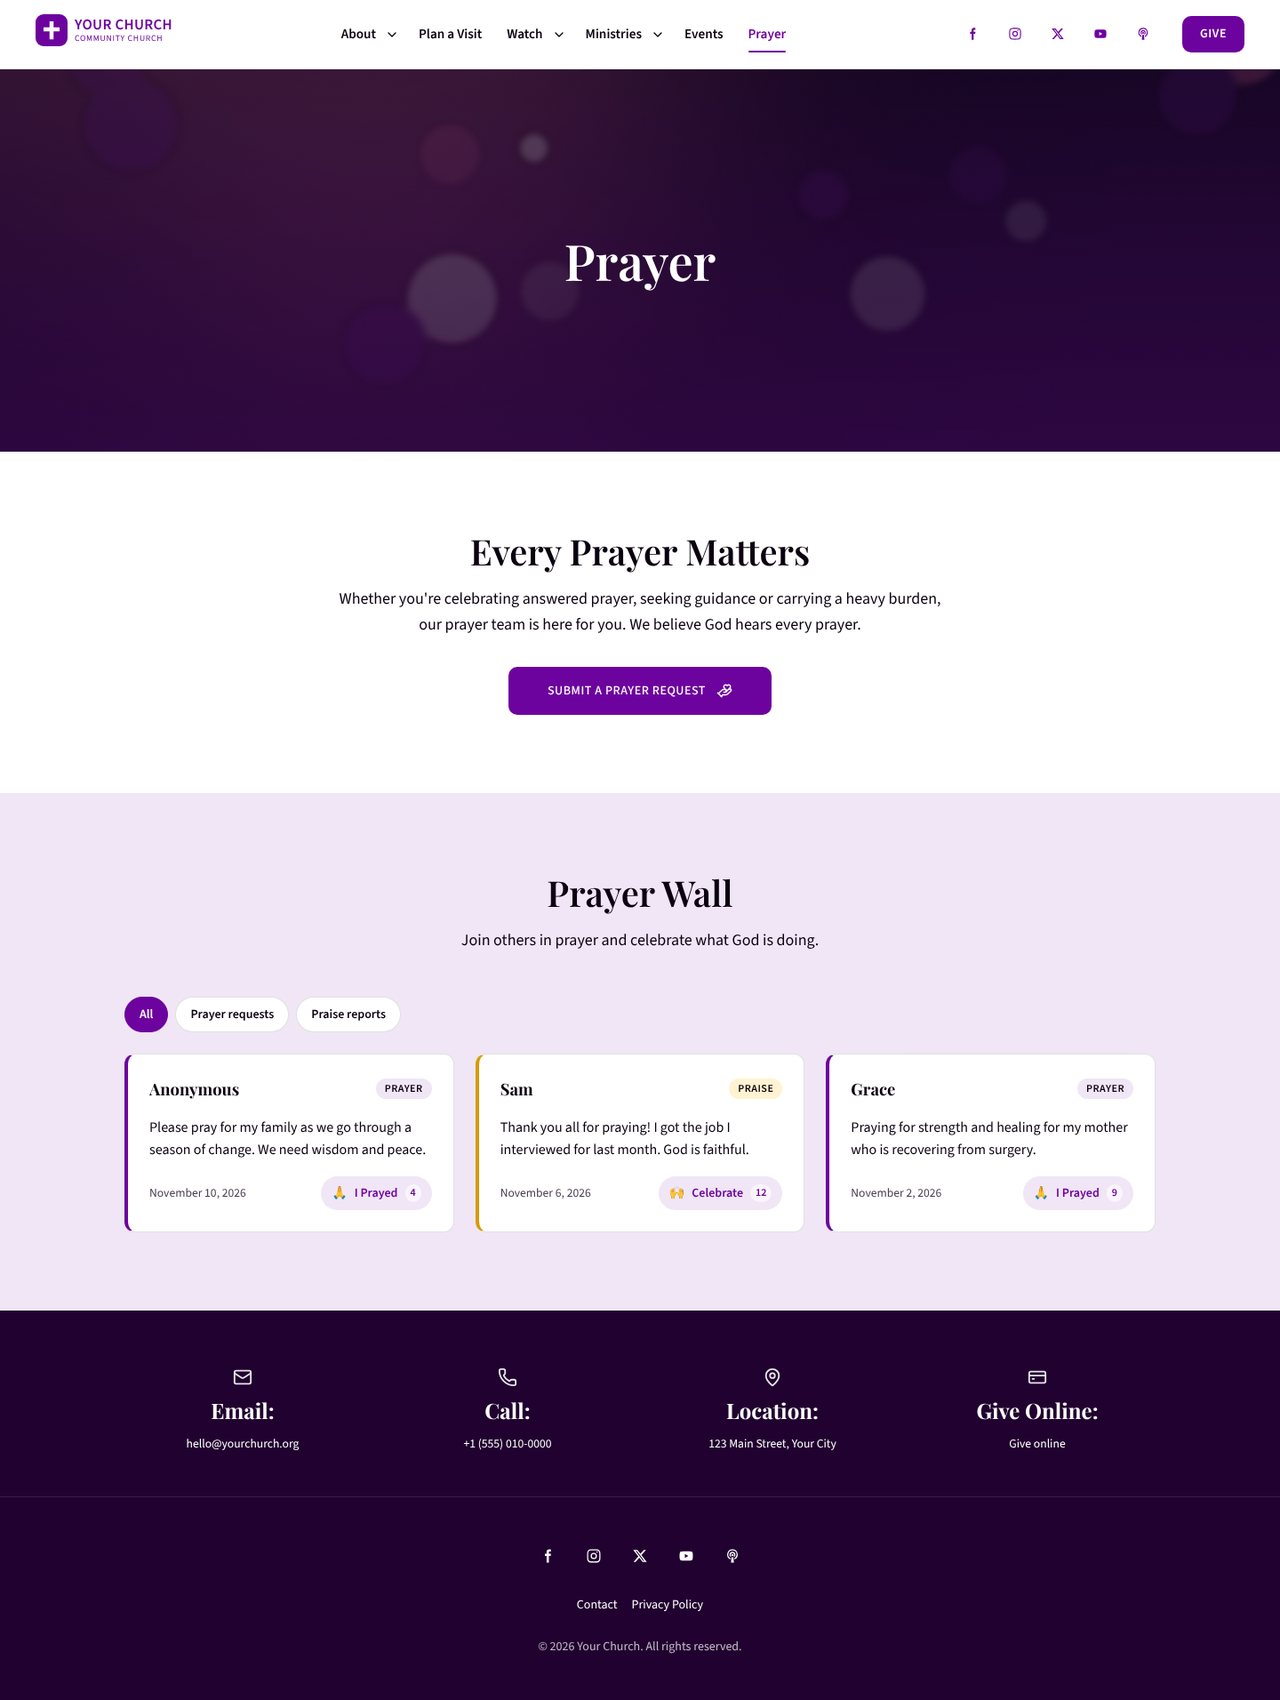 YOUR CHURCH
COMMUNITY CHURCH
About
Plan a Visit
Watch
Ministries
Events
Prayer
GIVE
Prayer
Every Prayer Matters
Whether you're celebrating answered prayer, seeking guidance or carrying a heavy burden,
our prayer team is here for you. We believe God hears every prayer.
SUBMIT A PRAYER REQUEST
Prayer Wall
Join others in prayer and celebrate what God is doing.
All
Prayer requests
Praise reports
Anonymous
PRAYER
Please pray for my family as we go through a
season of change. We need wisdom and peace.
November 10, 2026
🙏 I Prayed 4
Sam
PRAISE
Thank you all for praying! I got the job I
interviewed for last month. God is faithful.
November 6, 2026
🙌 Celebrate 12
Grace
PRAYER
Praying for strength and healing for my mother
who is recovering from surgery.
November 2, 2026
🙏 I Prayed 9
Email:
hello@yourchurch.org
Call:
+1 (555) 010-0000
Location:
123 Main Street, Your City
Give Online:
Give online
Contact
Privacy Policy
© 2026 Your Church. All rights reserved.